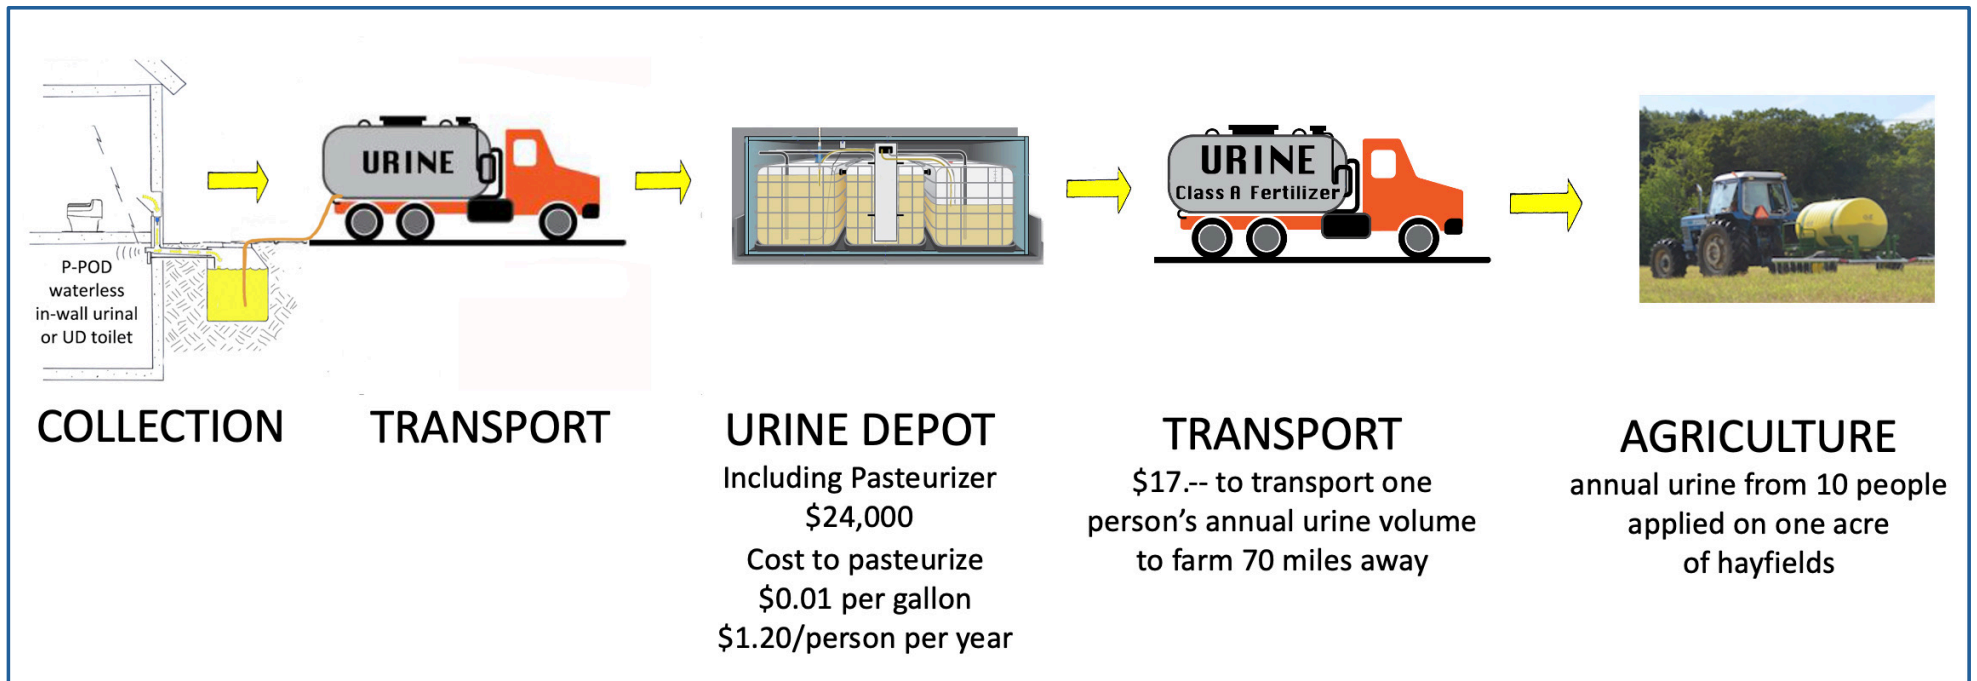 P-POD
waterless
in-wall urinal
or UD toilet
URINE
URINE
Class A Fertilizer
COLLECTION
TRANSPORT
URINE DEPOT
Including Pasteurizer
$24,000
Cost to pasteurize
$0.01 per gallon
$1.20/person per year
TRANSPORT
$17.-- to transport one
person’s annual urine volume
to farm 70 miles away
AGRICULTURE
annual urine from 10 people
applied on one acre
of hayfields